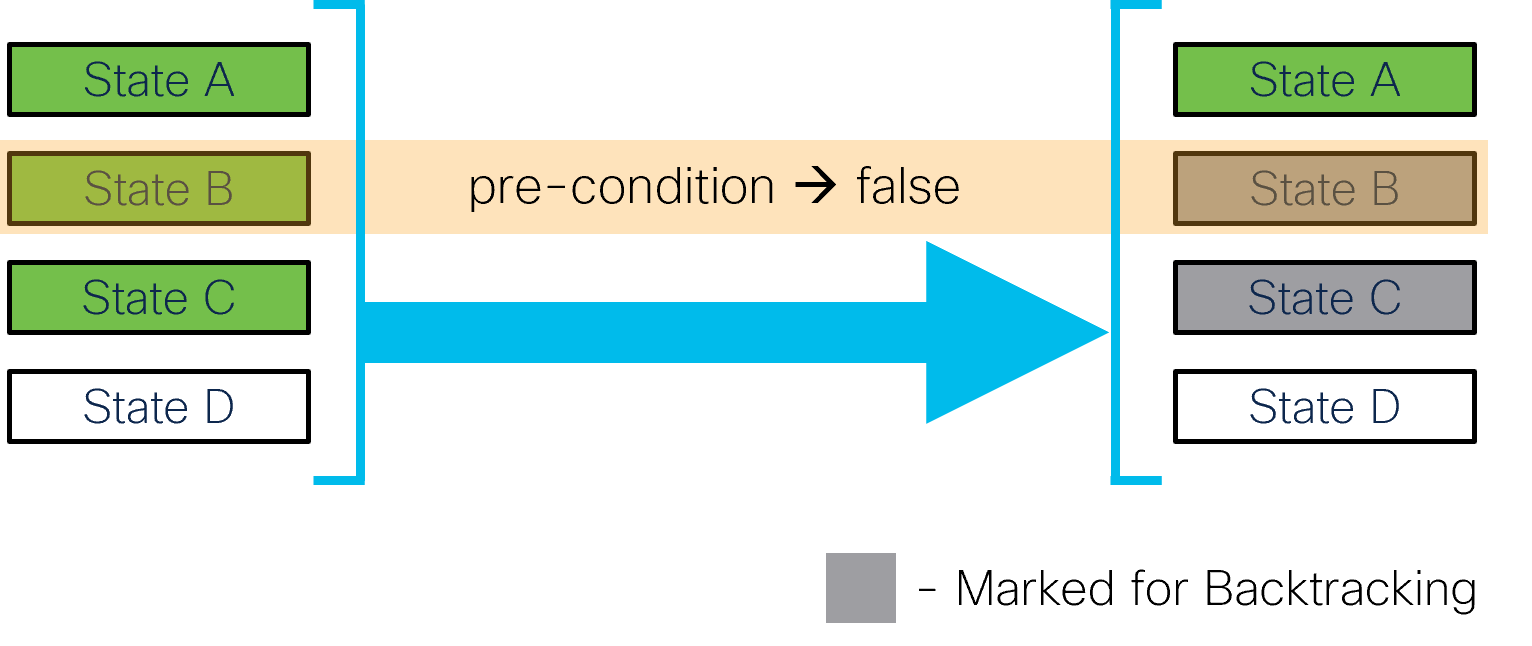 State A
State B
State C
State D
pre-condition → false
State A
State B
State C
State D
- Marked for Backtracking